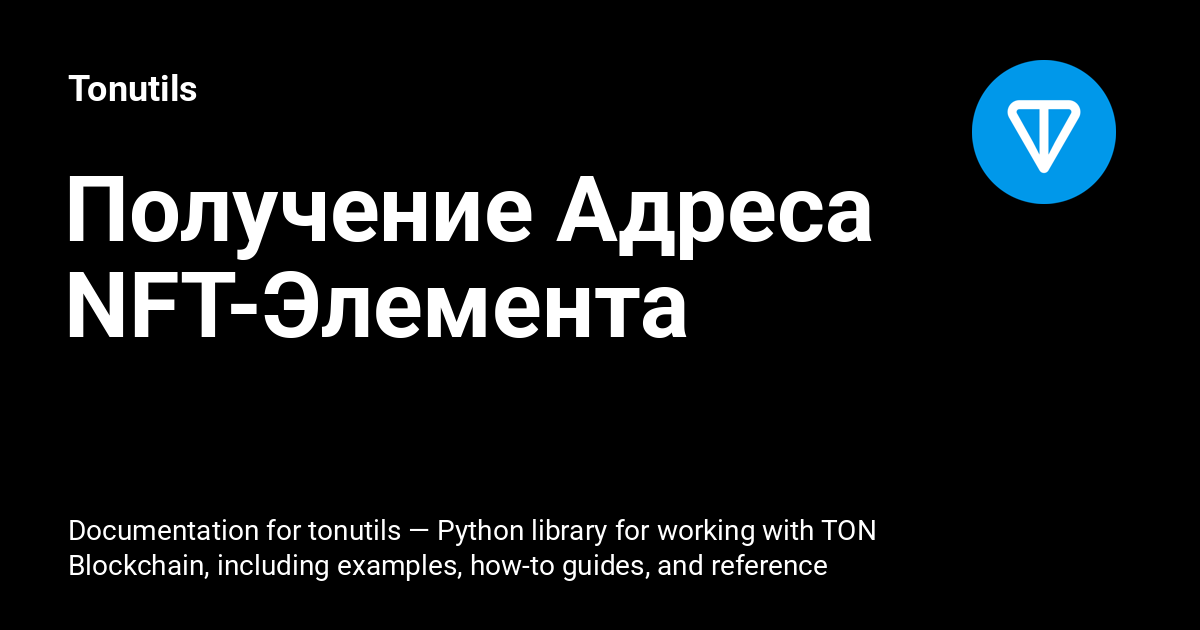 Tonutils
Получение Адреса
NFT-Элемента
Documentation for tonutils — Python library for working with TON
Blockchain, including examples, how-to guides, and reference